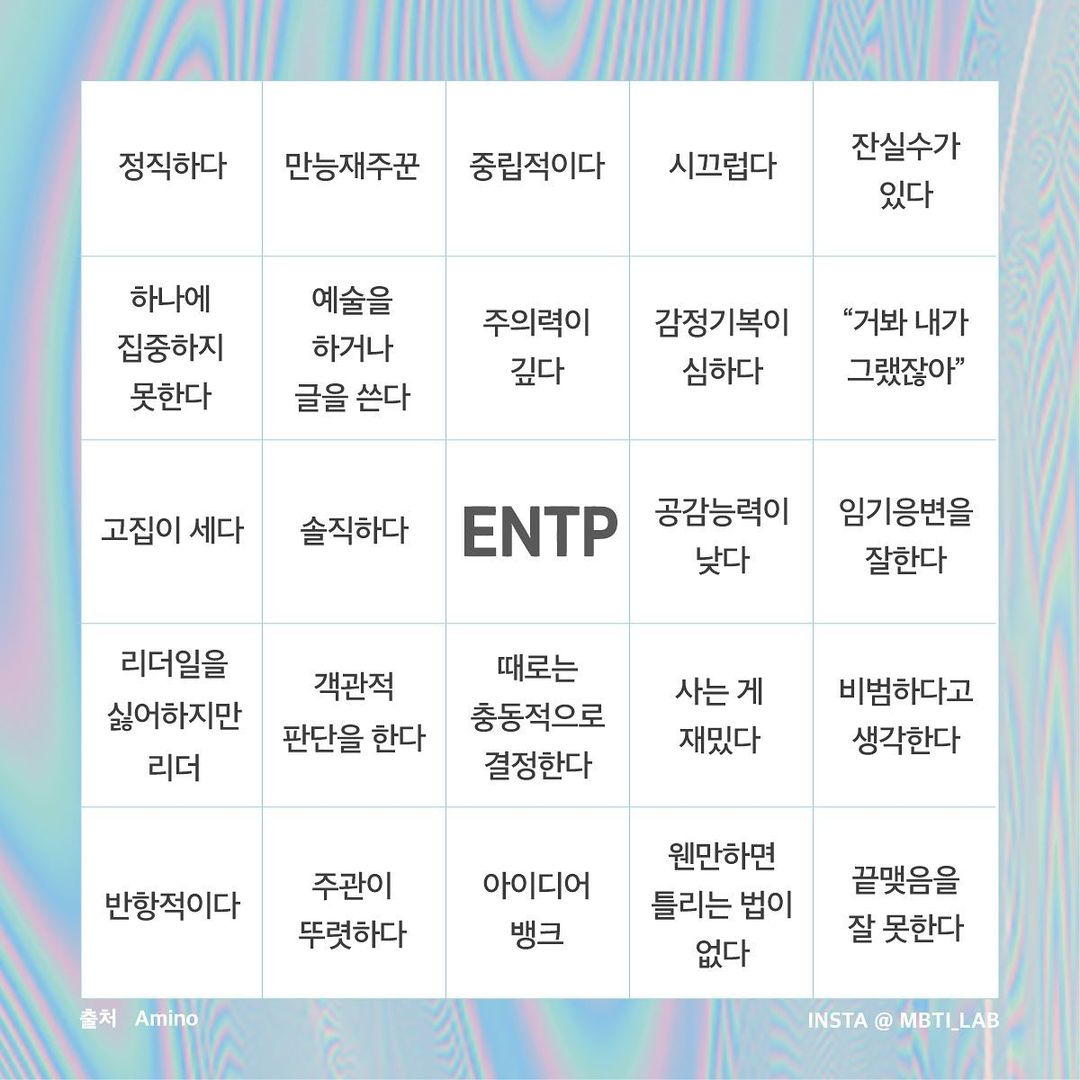 정직하다
만능재주꾼
중립적이다
시끄럽다
잔실수가
있다
하나에
집중하지
못한다
예술을
하거나
글을 쓴다
주의력이
깊다
감정기복이
심하다
“거봐 내가
그랬잖아”
고집이 세다
솔직하다
ENTP
공감능력이
낮다
임기응변을
잘한다
리더일을
싫어하지만
리더
객관적
판단을 한다
때로는
충동적으로
결정한다
사는 게
재밌다
비범하다고
생각한다
반항적이다
주관이
뚜렷하다
아이디어
뱅크
웬만하면
틀리는 법이
없다
끝맺음을
잘 못한다
출처 Amino
INSTA @ MBTI_LAB